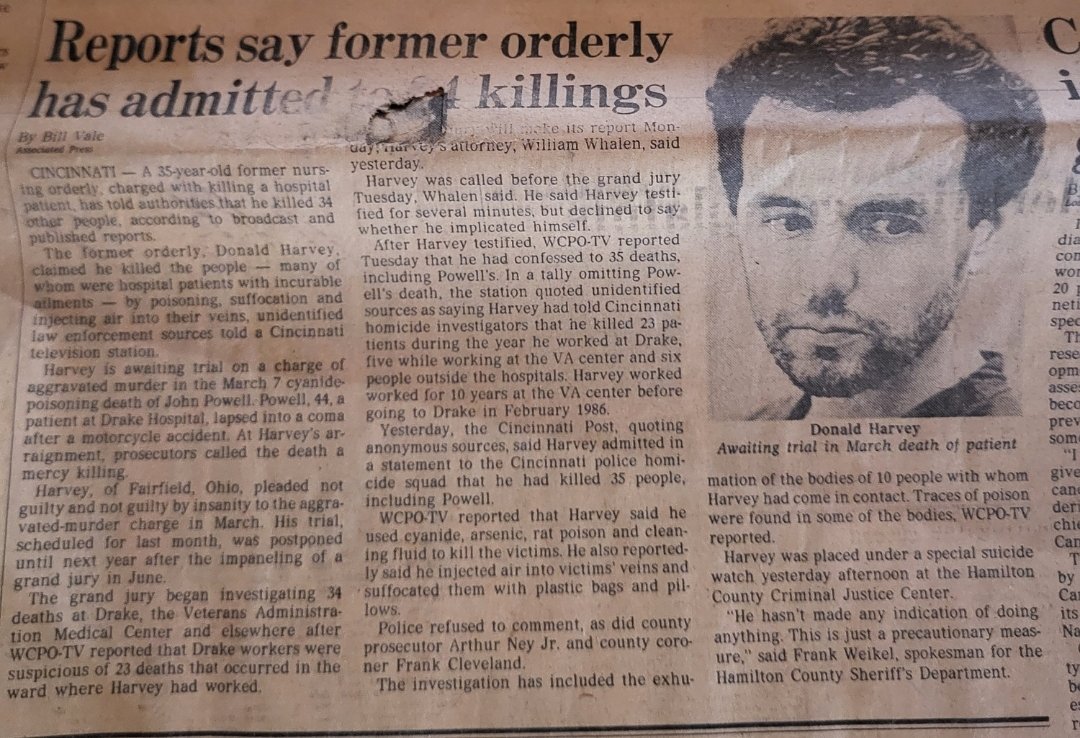 Reports say former orderly
has admitted to 34 killings
By Bill Vale
Associated Press
CINCINNATI — A 35-year-old former nurs-
ing orderly, charged with killing a hospital
patient, has told authorities that he killed 34
other people, according to broadcast and
published reports.
The former orderly, Donald Harvey,
claimed he killed the people — many of
whom were hospital patients with incurable
ailments — by poisoning, suffocation and
injecting air into their veins, unidentified
law enforcement sources told a Cincinnati
television station.
Harvey is awaiting trial on a charge of
aggravated murder in the March 7 cyanide-
poisoning death of John Powell. Powell, 44, a
patient at Drake Hospital, lapsed into a coma
after a motorcycle accident. At Harvey's ar-
raignment, prosecutors called the death a
mercy killing.
Harvey, of Fairfield, Ohio, pleaded not
guilty and not guilty by insanity to the aggra-
vated-murder charge in March. His trial,
scheduled for last month, was postponed
until next year after the impaneling of a
grand jury in June.
The grand jury began investigating 34
deaths at Drake, the Veterans Administra-
tion Medical Center and elsewhere after
WCPO-TV reported that Drake workers were
suspicious of 23 deaths that occurred in the
ward where Harvey had worked.
will make its report Mon-
day, Harvey's attorney, William Whalen, said
yesterday.
Harvey was called before the grand jury
Tuesday, Whalen said. He said Harvey testi-
fied for several minutes, but declined to say
whether he implicated himself.
After Harvey testified, WCPO-TV reported
Tuesday that he had confessed to 35 deaths,
including Powell's. In a tally omitting Pow-
ell's death, the station quoted unidentified
sources as saying Harvey had told Cincinnati
homicide investigators that he killed 23 pa-
tients during the year he worked at Drake,
five while working at the VA center and six
people outside the hospitals. Harvey worked
worked for 10 years at the VA center before
going to Drake in February 1986.
Yesterday, the Cincinnati Post, quoting
anonymous sources, said Harvey admitted in
a statement to the Cincinnati police homi-
cide squad that he had killed 35 people,
including Powell.
WCPO-TV reported that Harvey said he
used cyanide, arsenic, rat poison and clean-
ing fluid to kill the victims. He also reported-
ly said he injected air into victims' veins and
suffocated them with plastic bags and pil-
lows.
Police refused to comment, as did county
prosecutor Arthur Ney Jr. and county coro-
ner Frank Cleveland.
The investigation has included the exhu-
Donald Harvey
Awaiting trial in March death of patient
mation of the bodies of 10 people with whom
Harvey had come in contact. Traces of poison
were found in some of the bodies, WCPO-TV
reported.
Harvey was placed under a special suicide
watch yesterday afternoon at the Hamilton
County Criminal Justice Center.
"He hasn't made any indication of doing
anything. This is just a precautionary meas-
ure," said Frank Weikel, spokesman for the
Hamilton County Sheriff's Department.